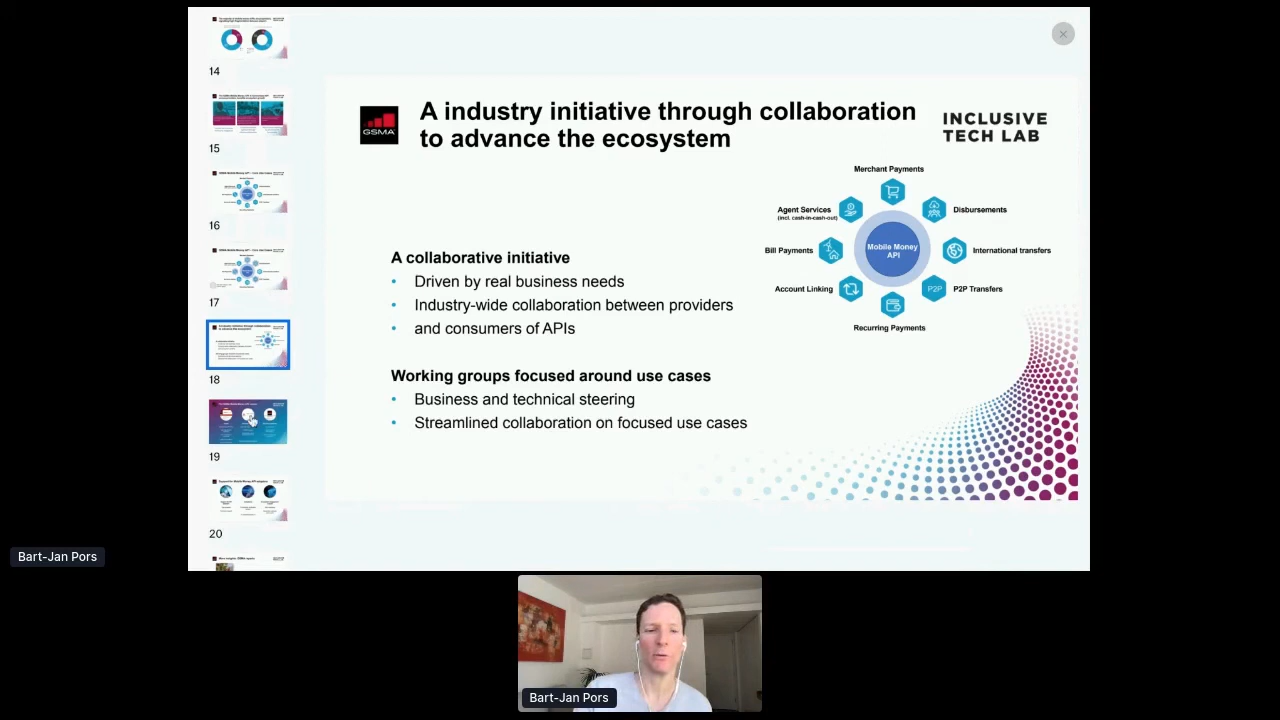 14
15
16
17
18
19
20
GSMA
A industry initiative through collaboration
to advance the ecosystem
INCLUSIVE
TECH LAB
A collaborative initiative
• Driven by real business needs
• Industry-wide collaboration between providers
• and consumers of APIs
Working groups focused around use cases
• Business and technical steering
• Streamlined collaboration on focused use cases
Merchant Payments
Agent Services
(incl. cash-in-cash-out)
Disbursements
Bill Payments
Mobile Money
API
International transfers
Account Linking
P2P
P2P Transfers
Recurring Payments
Bart-Jan Pors
Bart-Jan Pors